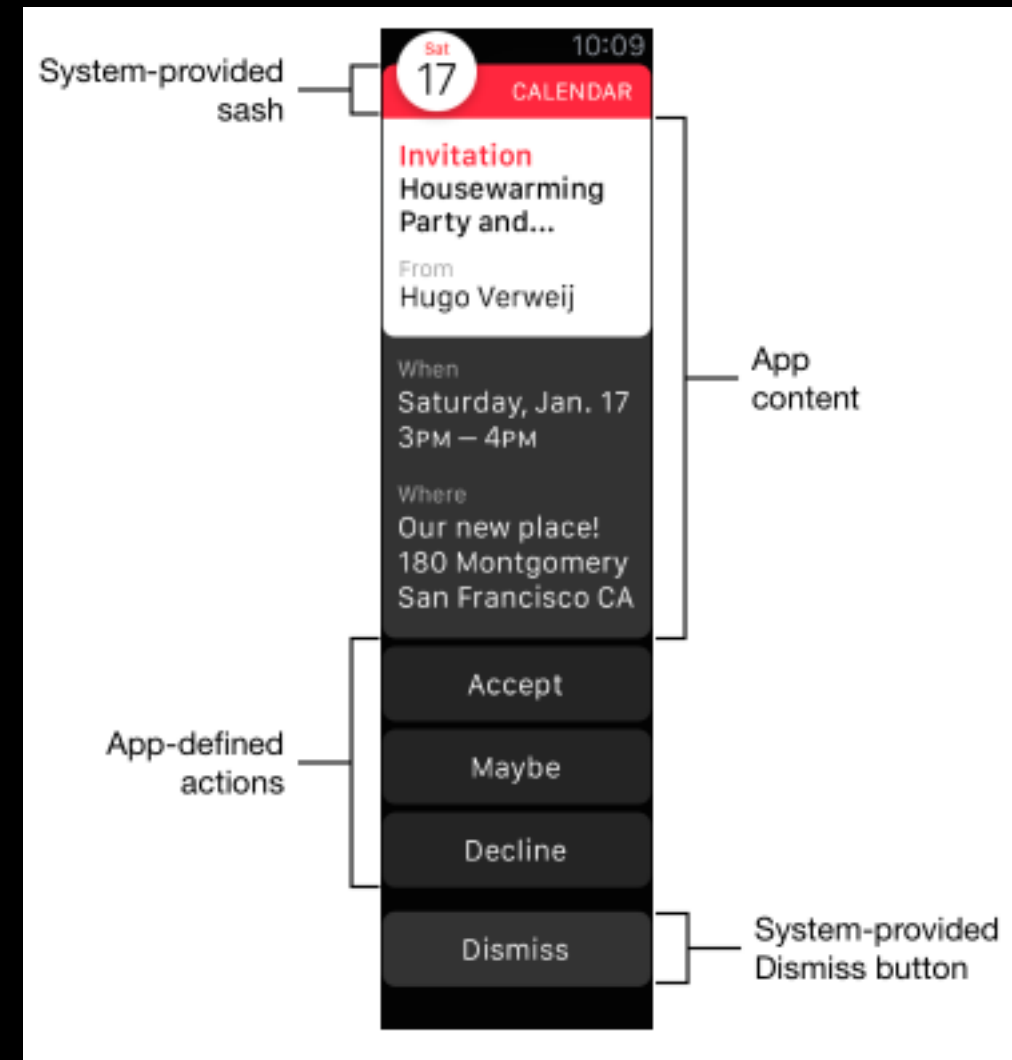 System-provided
sash
Sat
17
10:09
CALENDAR
Invitation
Housewarming
Party and...
From
Hugo Verweij
When
Saturday, Jan. 17
3PM – 4PM
Where
Our new place!
180 Montgomery
San Francisco CA
App
content
App-defined
actions
Accept
Maybe
Decline
Dismiss
System-provided
Dismiss button